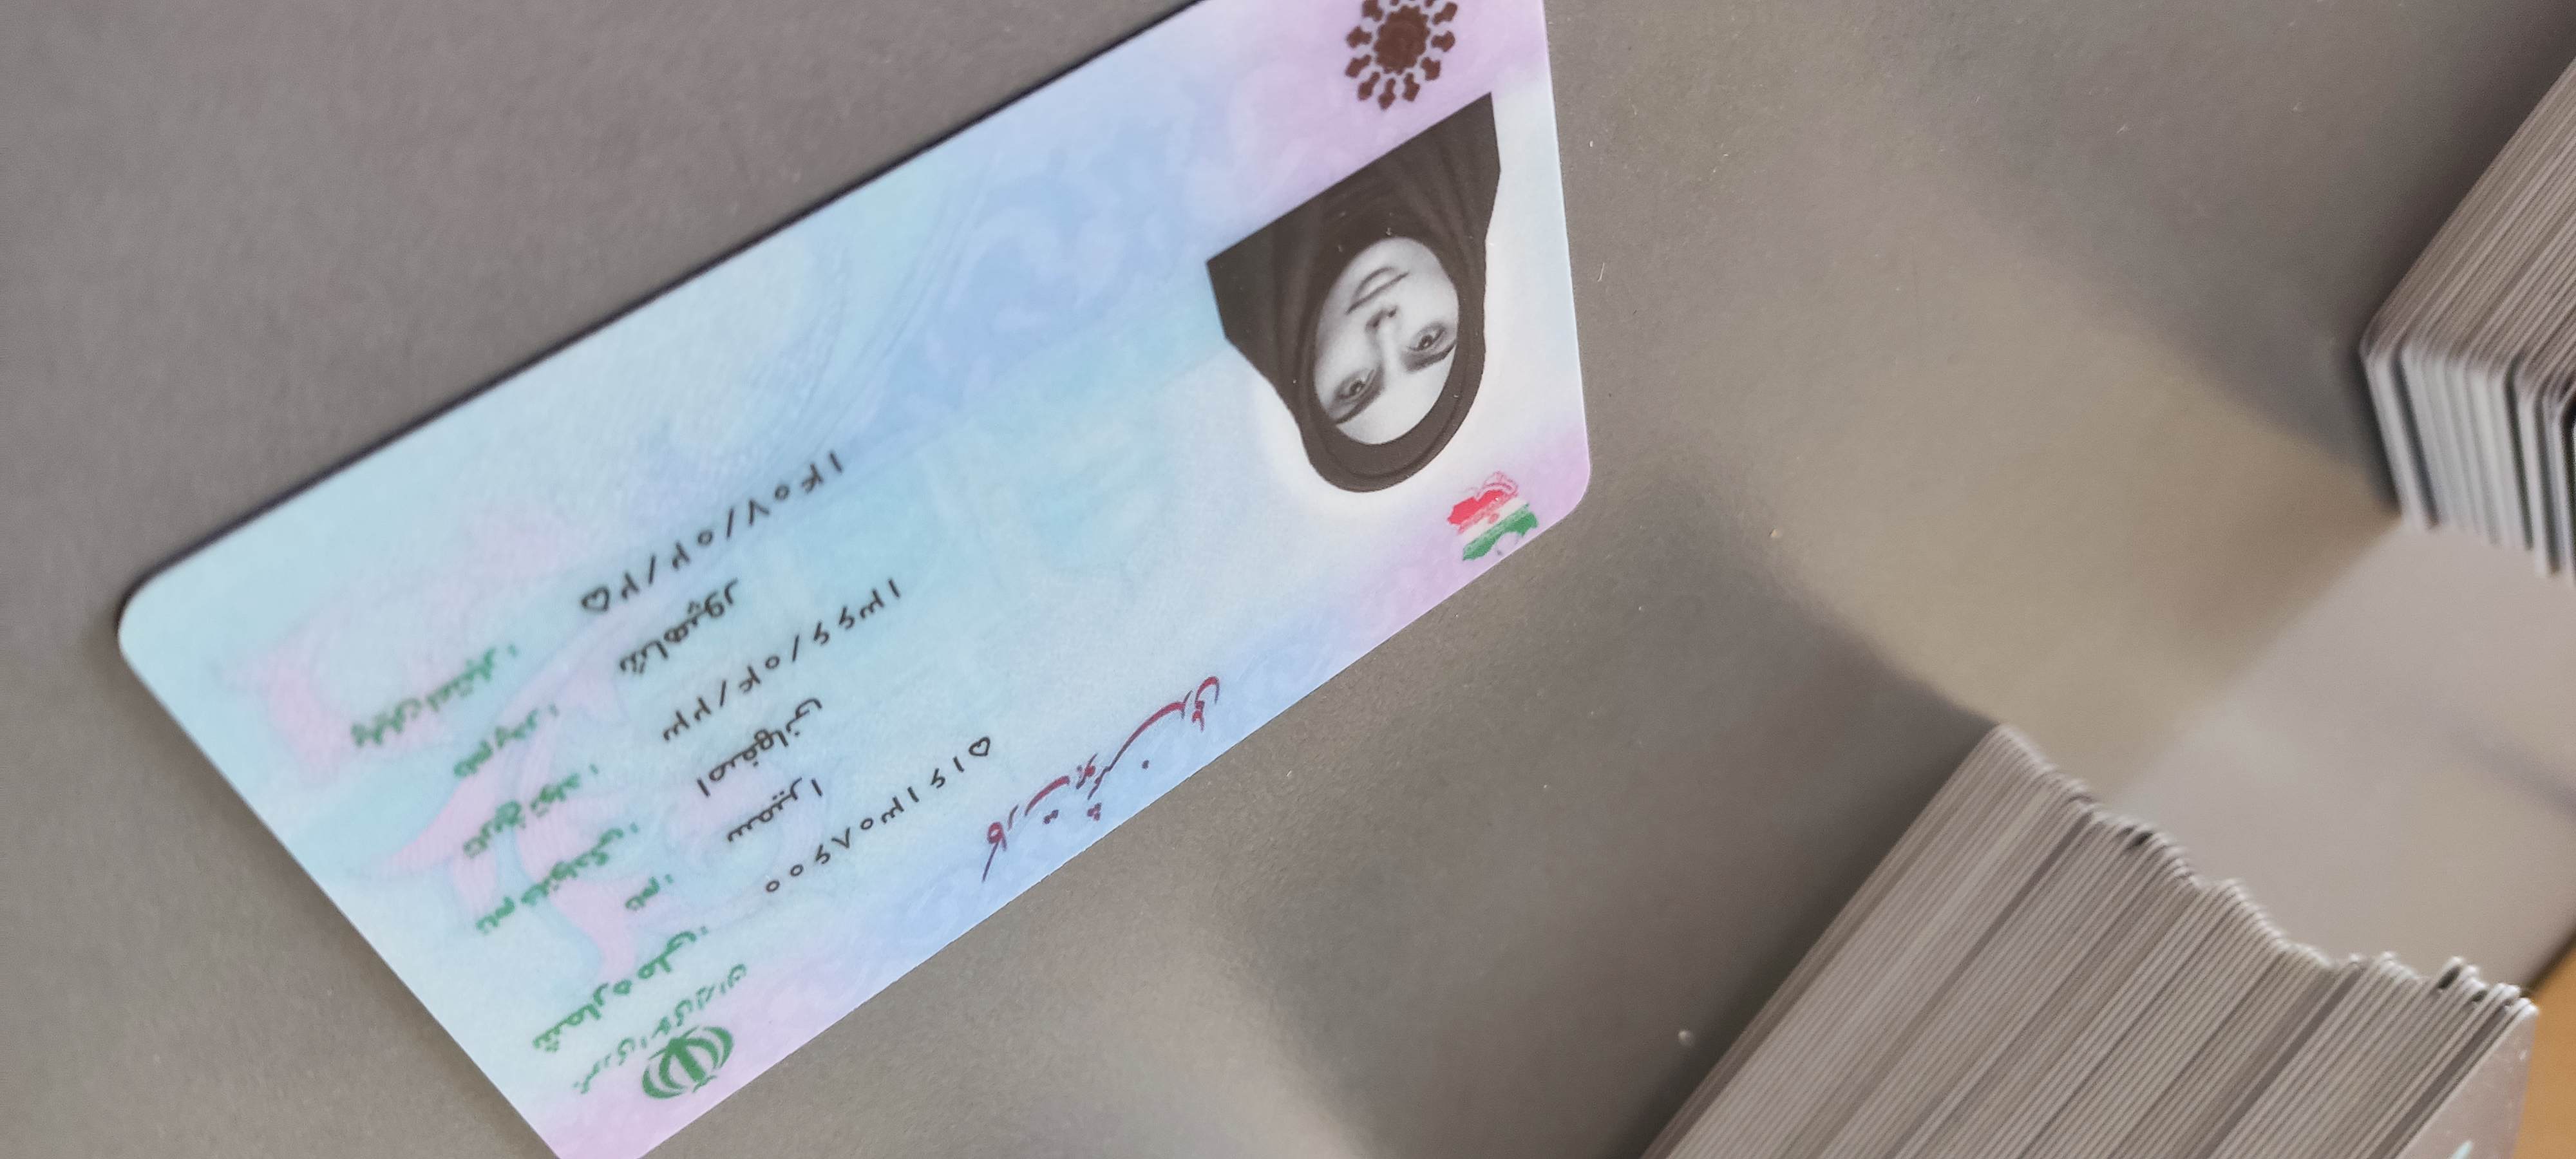 جمهوری اسلامی ایران
کارت هوشمند ملی
شماره ملی: ۵۱۶۱۳۰۸۶۰۰
نام: سمیرا
نام خانوادگی: اصفهانی
تاریخ تولد: ۱۳۶۶/۰۴/۲۳
نام پدر: شاهپور
پایان اعتبار: ۱۴۰۷/۰۲/۲۵